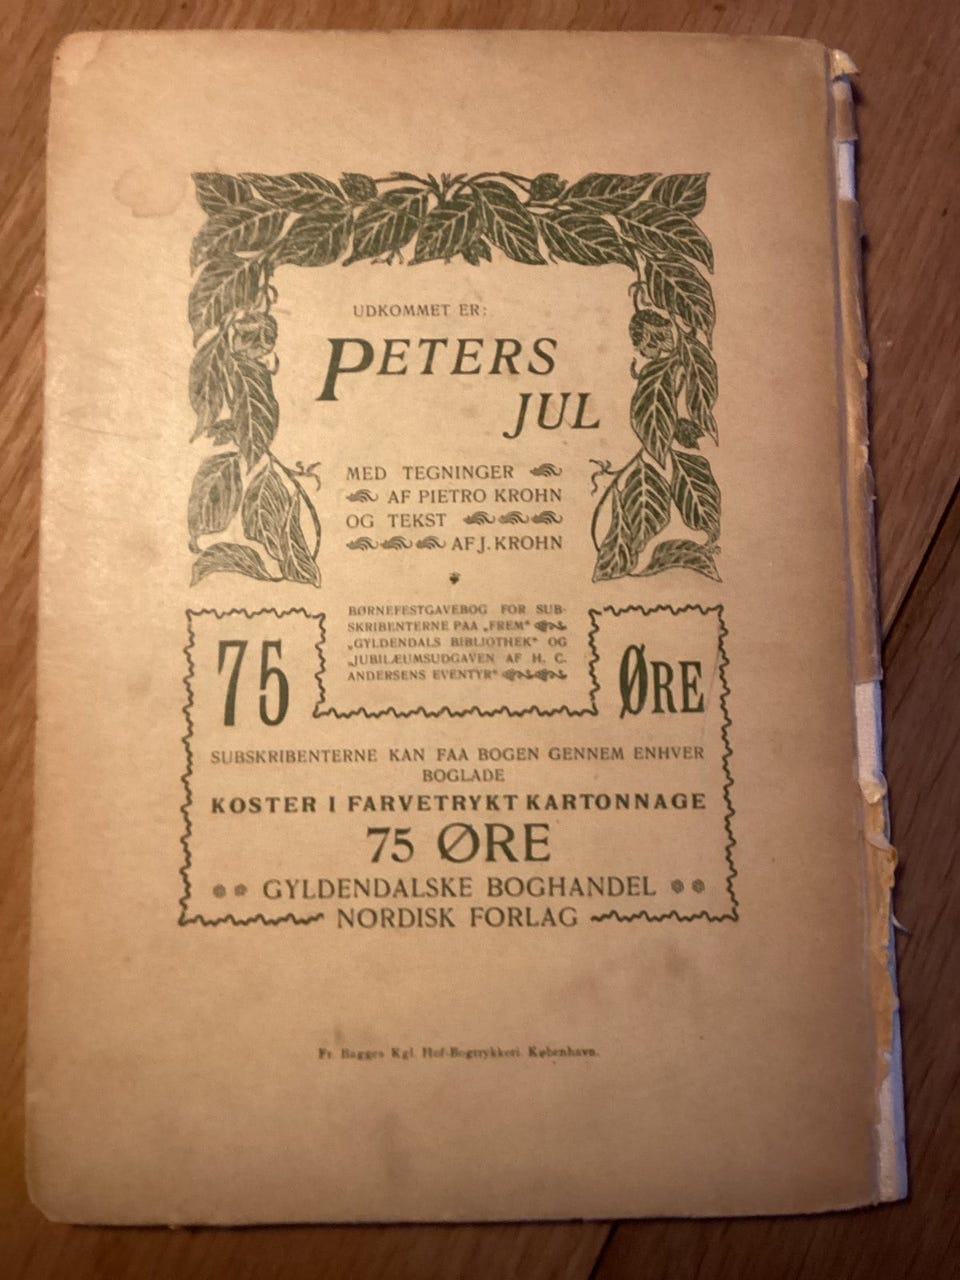 UDKOMMET ER:
PETERS
JUL
MED TEGNINGER
AF PIETRO KROHN
OG TEKST
AF J. KROHN
BØRNEFESTGAVEBOG FOR SUB-
SKRIBENTERNE PAA „FREM“
„GYLDENDALS BIBLIOTHEK“ OG
„JUBILÆUMSUDGAVEN AF H. C.
ANDERSENS EVENTYR“
75 ØRE
SUBSKRIBENTERNE KAN FAA BOGEN GENNEM ENHVER
BOGLADE
KOSTER I FARVETRYKT KARTONNAGE
75 ØRE
GYLDENDALSKE BOGHANDEL
NORDISK FORLAG
Fr. Bagges Kgl. Hof-Bogtrykkeri. København.